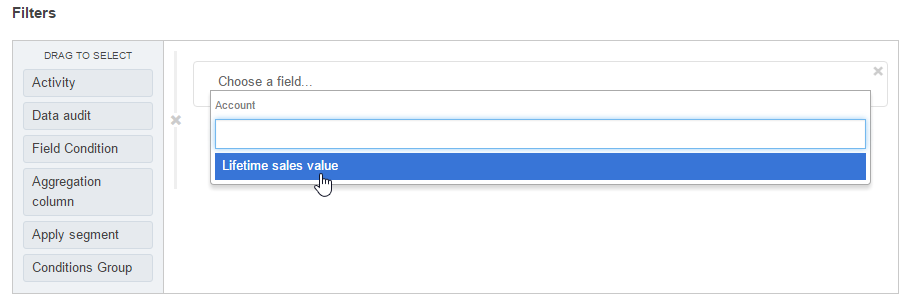 Filters
DRAG TO SELECT
Activity
Data audit
Field Condition
Aggregation
column
Apply segment
Conditions Group
Choose a field...
Account
Lifetime sales value